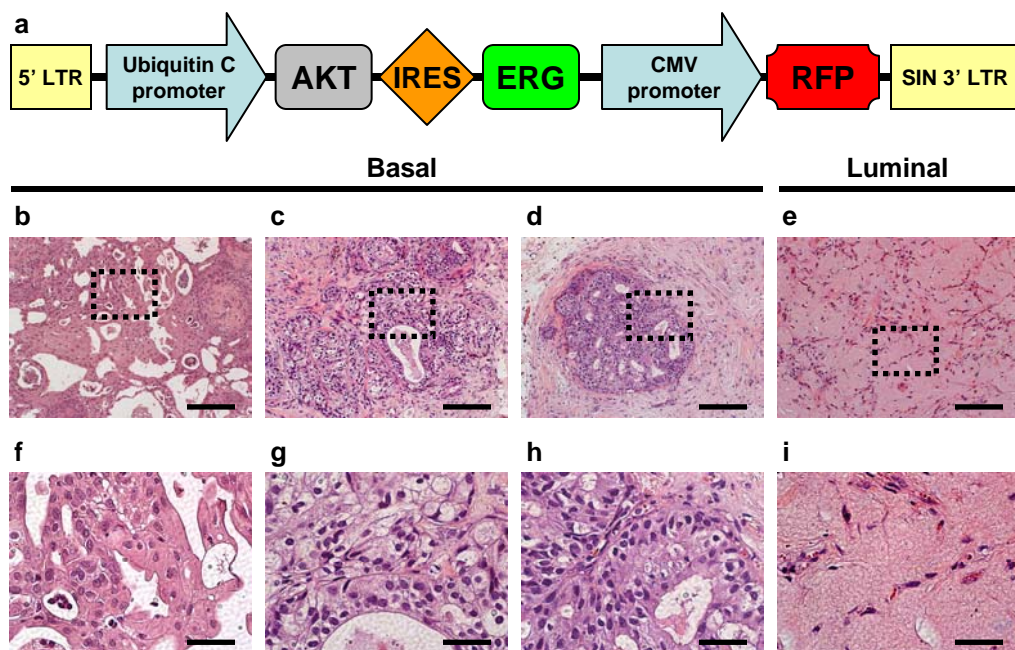 a
5' LTR
Ubiquitin C
promoter
AKT
IRES
ERG
CMV
promoter
RFP
SIN 3' LTR
Basal
Luminal
b
c
d
e
f
g
h
i